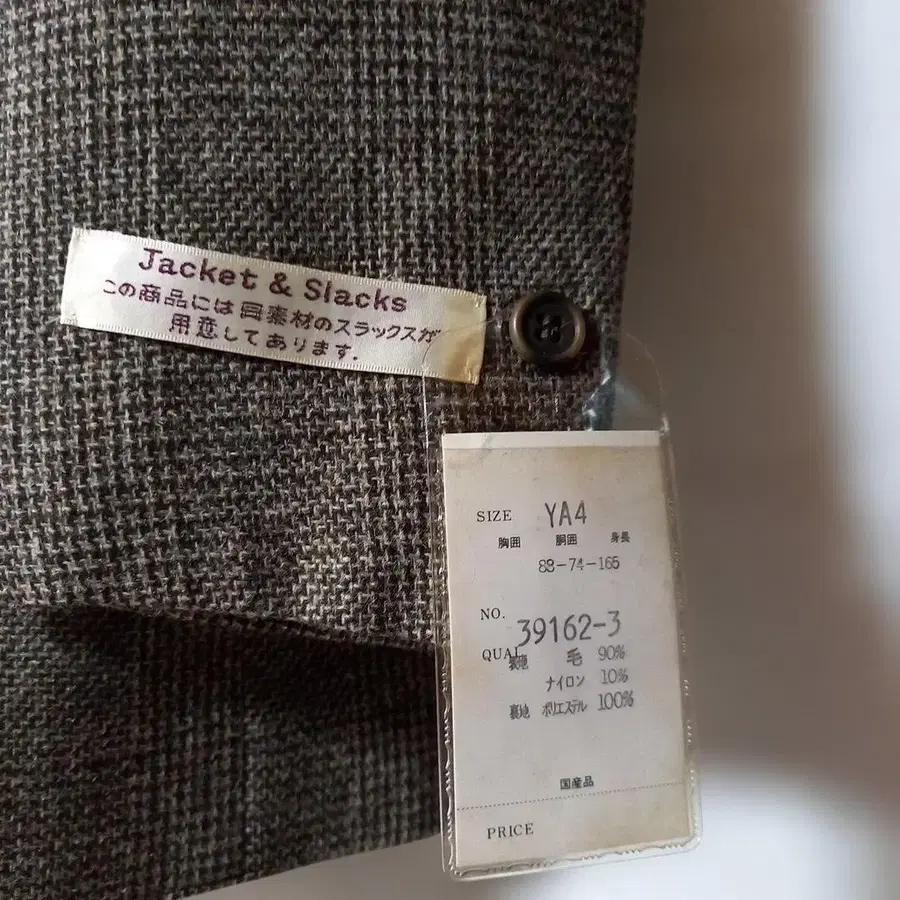 Jacket & Slacks
この商品には同素材のスラックスが
用意してあります.
SIZE YA4
胸囲 胴囲 身長
88-74-165
NO. 39162-3
QUAL 表地 毛 90%
ナイロン 10%
裏地 ポリエステル 100%
国産品
PRICE